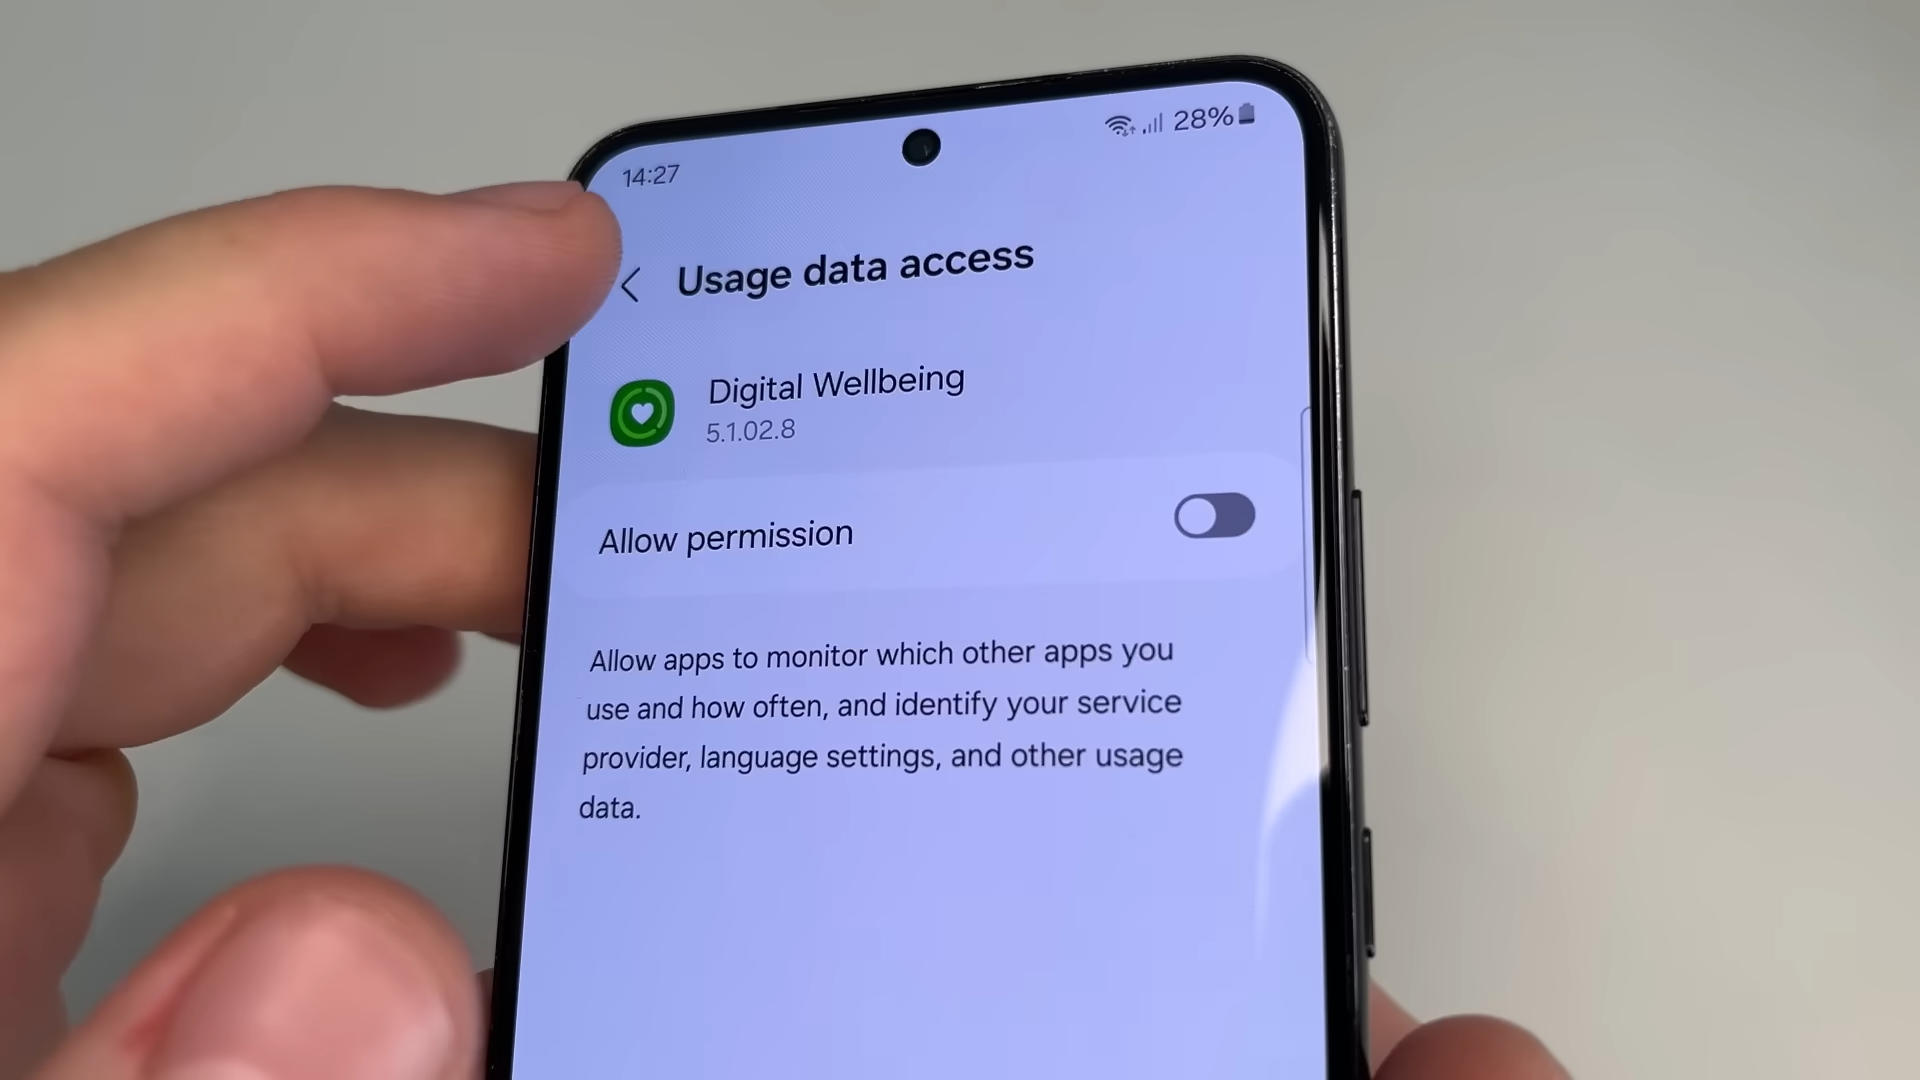 14:27
28%
Usage data access
Digital Wellbeing
5.1.02.8
Allow permission
Allow apps to monitor which other apps you
use and how often, and identify your service
provider, language settings, and other usage
data.